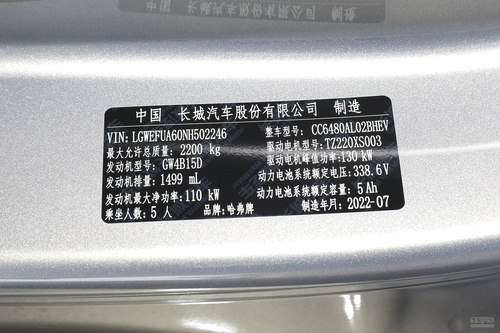 中国 长城汽车股份有限公司 制造
VIN: LGWEFUA60NH502246 整车型号: CC6480AL02BHEV
最大允许总质量: 2200 kg 驱动电机型号: TZ220XS003
发动机型号: GW4B15D 驱动电机峰值功率: 130 kW
发动机排量: 1499 mL 动力电池系统额定电压: 338.6V
发动机最大净功率: 110 kW 动力电池系统额定容量: 5 Ah
乘坐人数: 5 人 品牌: 哈弗牌 制造年月: 2022-07